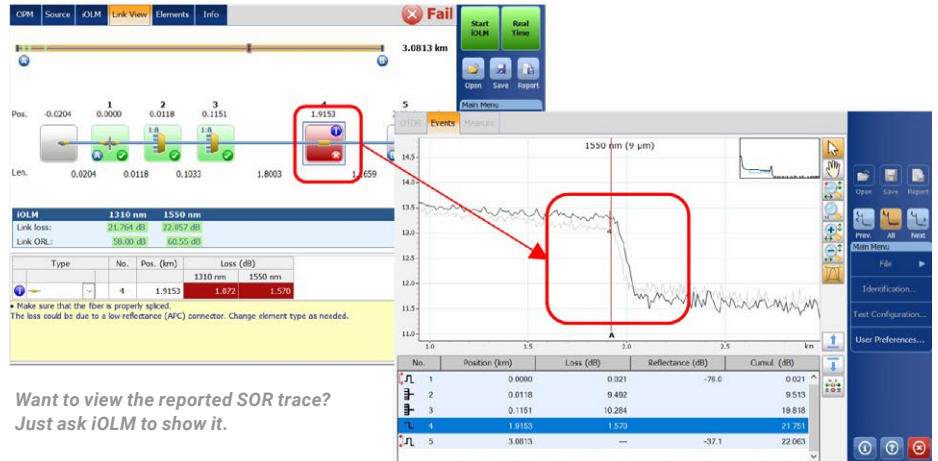 OPM Source iOLM Link View Elements Info
Fail
Start iOLM
Real Time
3.0813 km
A
B
Open Save Report
Main Menu
1 2 3 4 5
Pos. -0.0204 0.0000 0.0118 0.1151 1.9153
1:8 1:8
A
Len. 0.0204 0.0118 0.1033 1.8003 1.1659
iOLM 1310 nm 1550 nm
Link loss: 21.764 dB 22.057 dB
Link ORL: 58.00 dB 60.55 dB
Type No. Pos. (km) Loss (dB)
1310 nm 1550 nm
4 1.9153 1.072 1.570
• Make sure that the fiber is properly spliced.
The loss could be due to a low-reflectance (APC) connector. Change element type as needed.
Want to view the reported SOR trace?
Just ask iOLM to show it.
OTDR Events Measure
1550 nm (9 µm)
14.5
14.0
13.5
13.0
12.5
12.0
11.5
11.0
4
1.0 1.5 2.0 2.5 km
A
No. Position (km) Loss (dB) Reflectance (dB) Cumul. (dB)
1 0.0000 0.021 -76.0 0.021
2 0.0118 9.492 9.513
3 0.1151 10.284 19.818
4 1.9153 1.570 21.751
5 3.0813 --- -37.1 22.063
Open Save Report
Prev. All Next
Main Menu
File
Identification...
Test Configuration...
User Preferences...